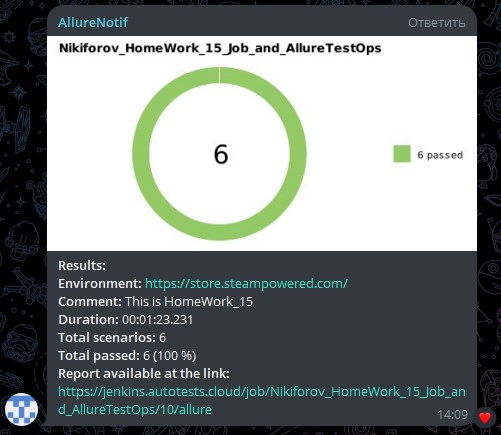 AllureNotif
Ответить
Nikiforov_HomeWork_15_Job_and_AllureTestOps
6
6 passed
Results:
Environment: https://store.steampowered.com/
Comment: This is HomeWork_15
Duration: 00:01:23.231
Total scenarios: 6
Total passed: 6 (100 %)
Report available at the link:
https://jenkins.autotests.cloud/job/Nikiforov_HomeWork_15_Job_an
d_AllureTestOps/10/allure
14:09